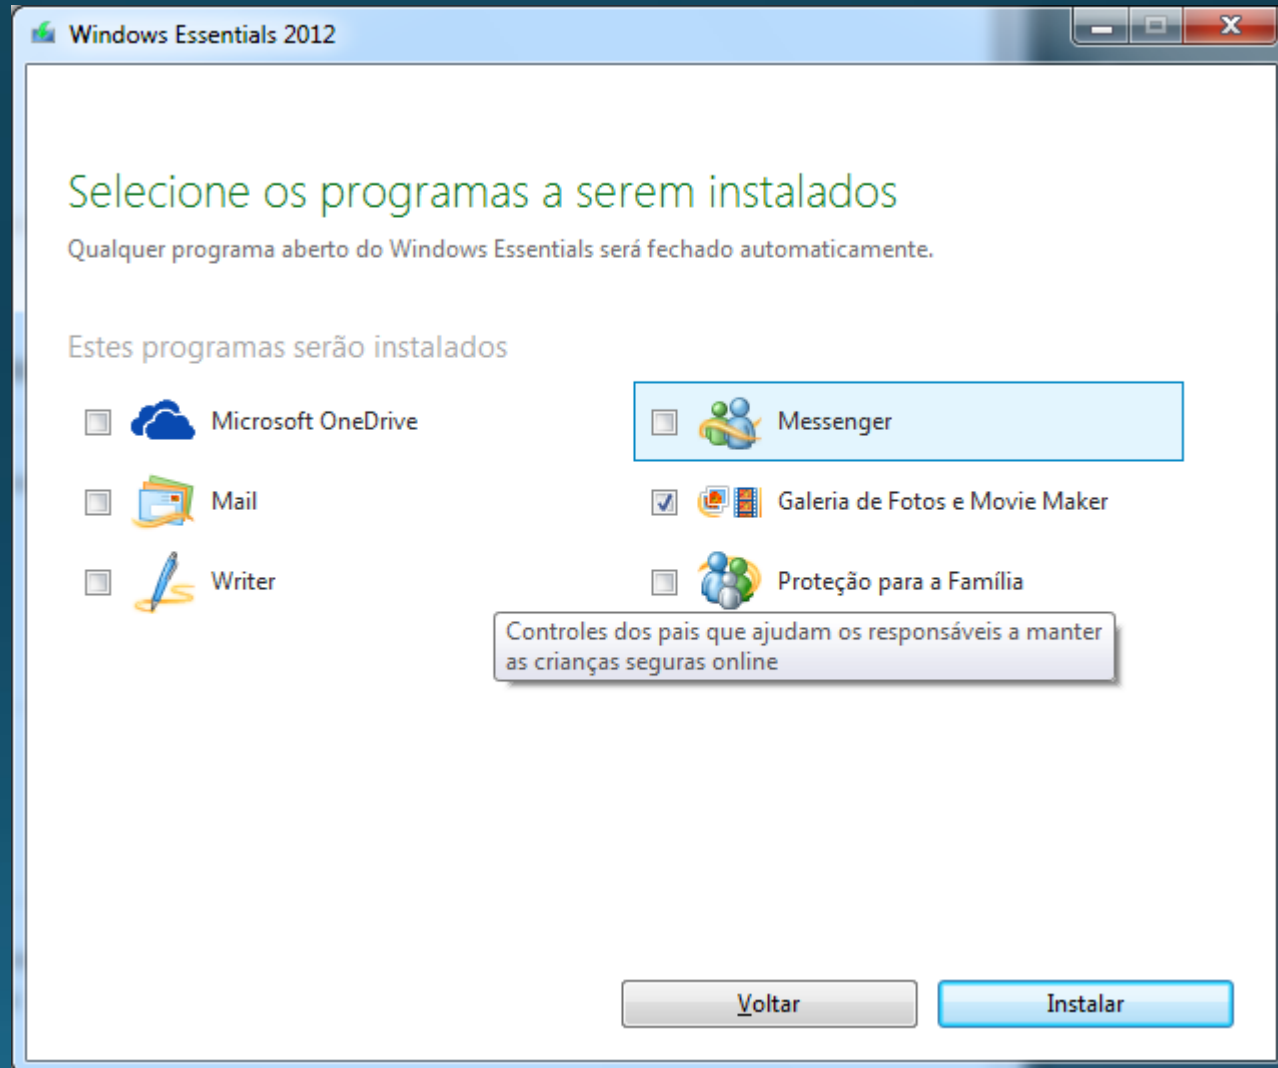 Windows Essentials 2012
Selecione os programas a serem instalados
Qualquer programa aberto do Windows Essentials será fechado automaticamente.
Estes programas serão instalados
Microsoft OneDrive
Messenger
Mail
Galeria de Fotos e Movie Maker
Writer
Proteção para a Família
Controles dos pais que ajudam os responsáveis a manter
as crianças seguras online
Voltar
Instalar